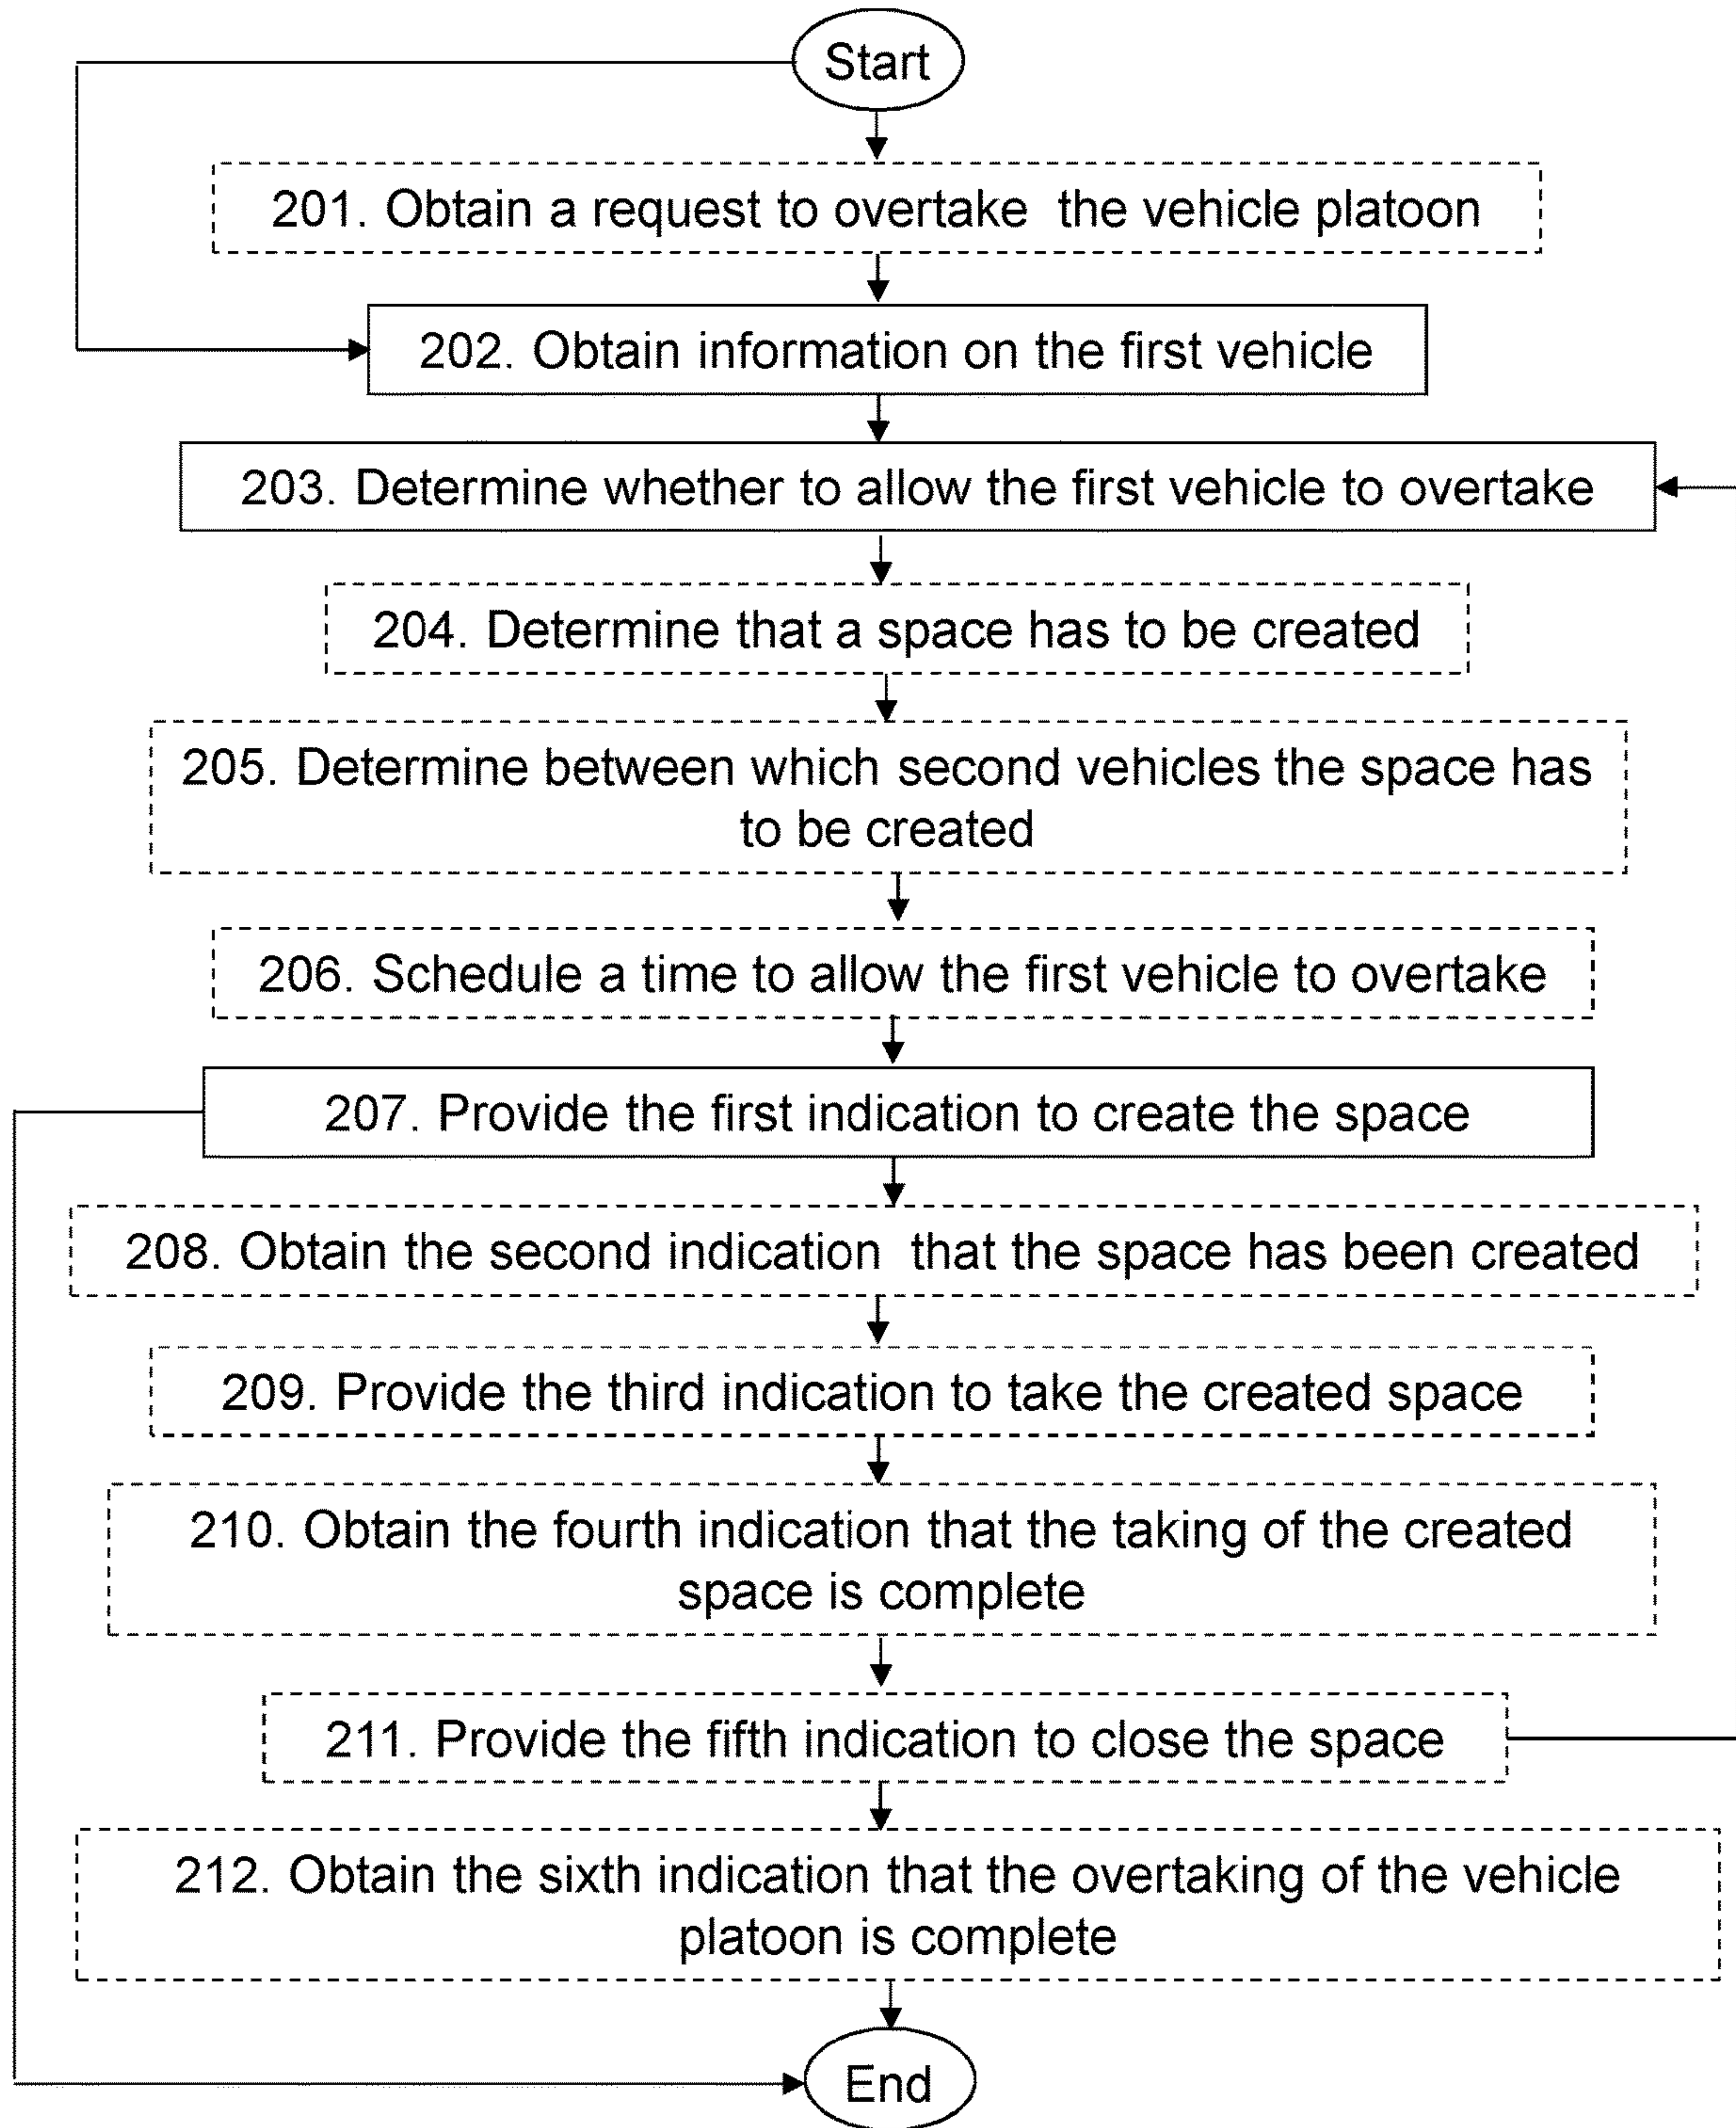 Start
201. Obtain a request to overtake the vehicle platoon
202. Obtain information on the first vehicle
203. Determine whether to allow the first vehicle to overtake
204. Determine that a space has to be created
205. Determine between which second vehicles the space has
to be created
206. Schedule a time to allow the first vehicle to overtake
207. Provide the first indication to create the space
208. Obtain the second indication that the space has been created
209. Provide the third indication to take the created space
210. Obtain the fourth indication that the taking of the created
space is complete
211. Provide the fifth indication to close the space
212. Obtain the sixth indication that the overtaking of the vehicle
platoon is complete
End